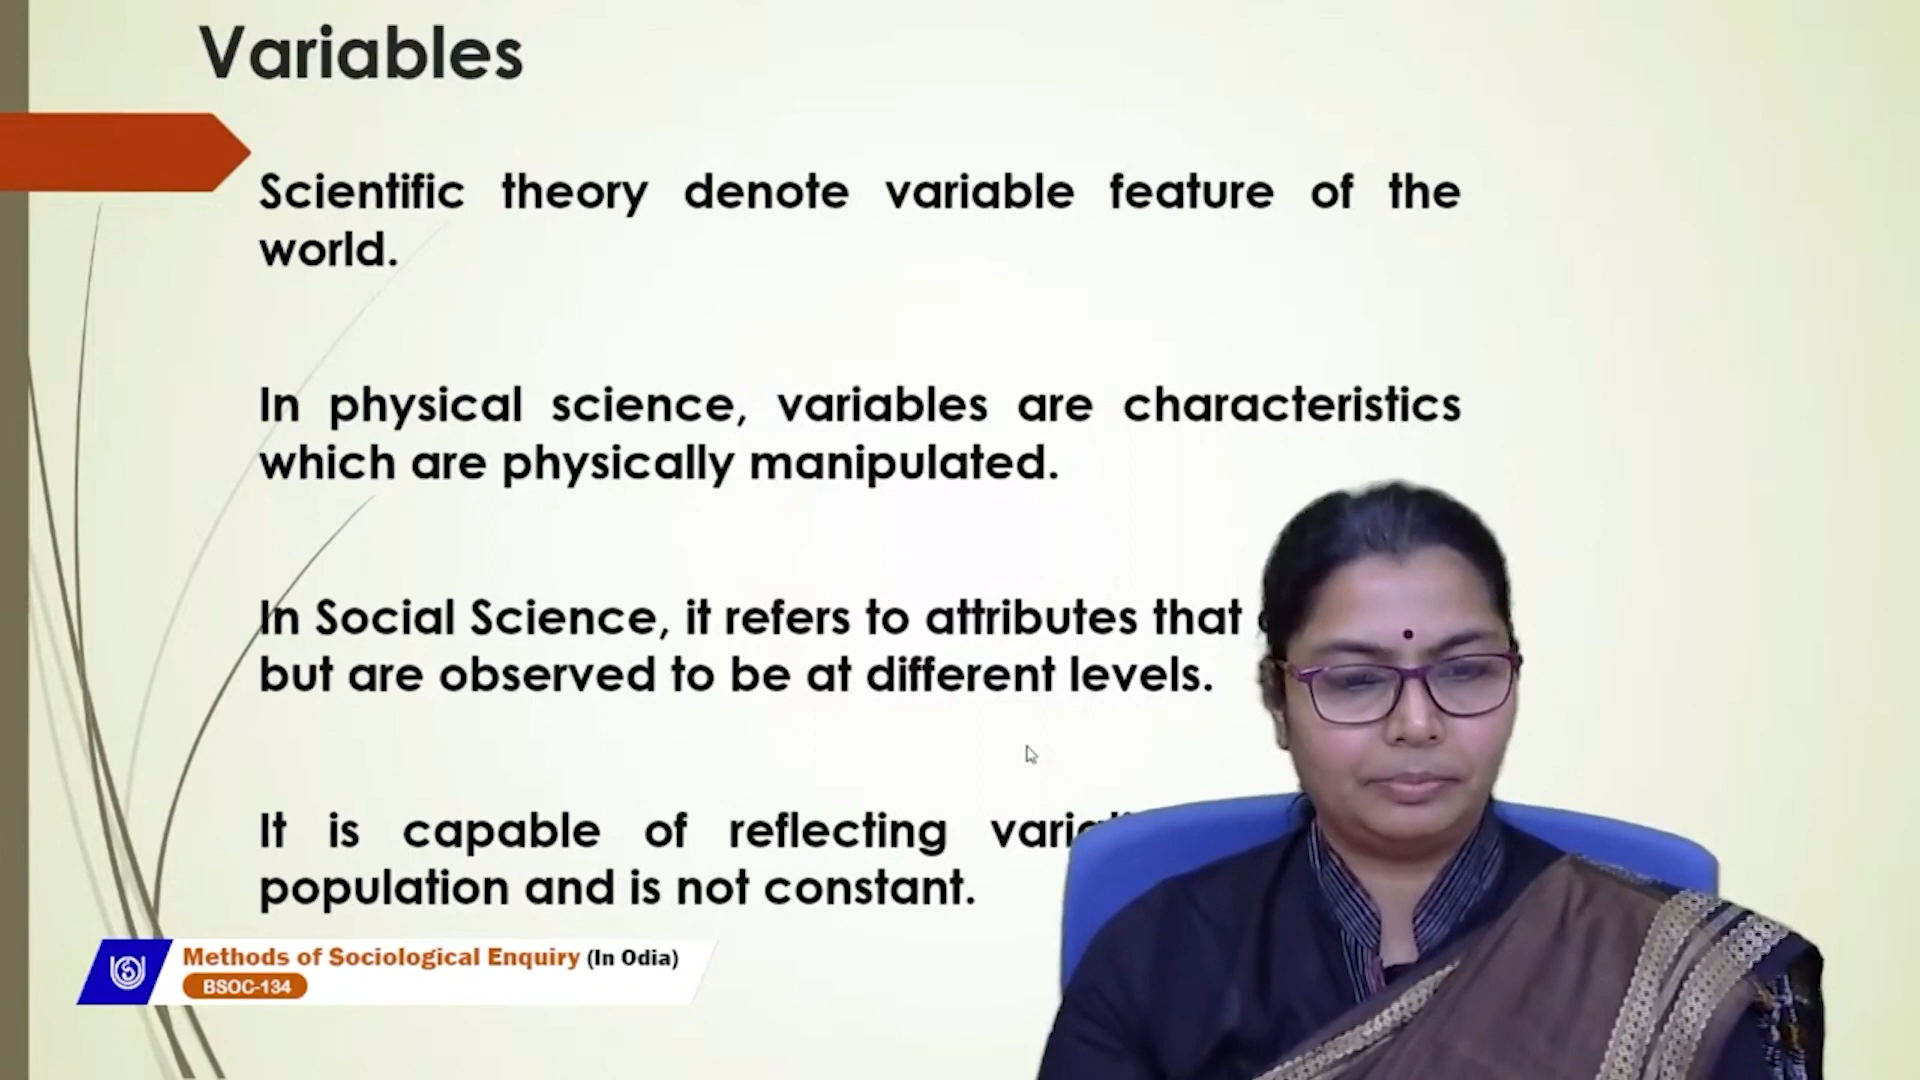 Variables
Scientific theory denote variable feature of the
world.
In physical science, variables are characteristics
which are physically manipulated.
In Social Science, it refers to attributes that
but are observed to be at different levels.
It is capable of reflecting
population and is not constant.
Methods of Sociological Enquiry (In Odia)
BSOC-134